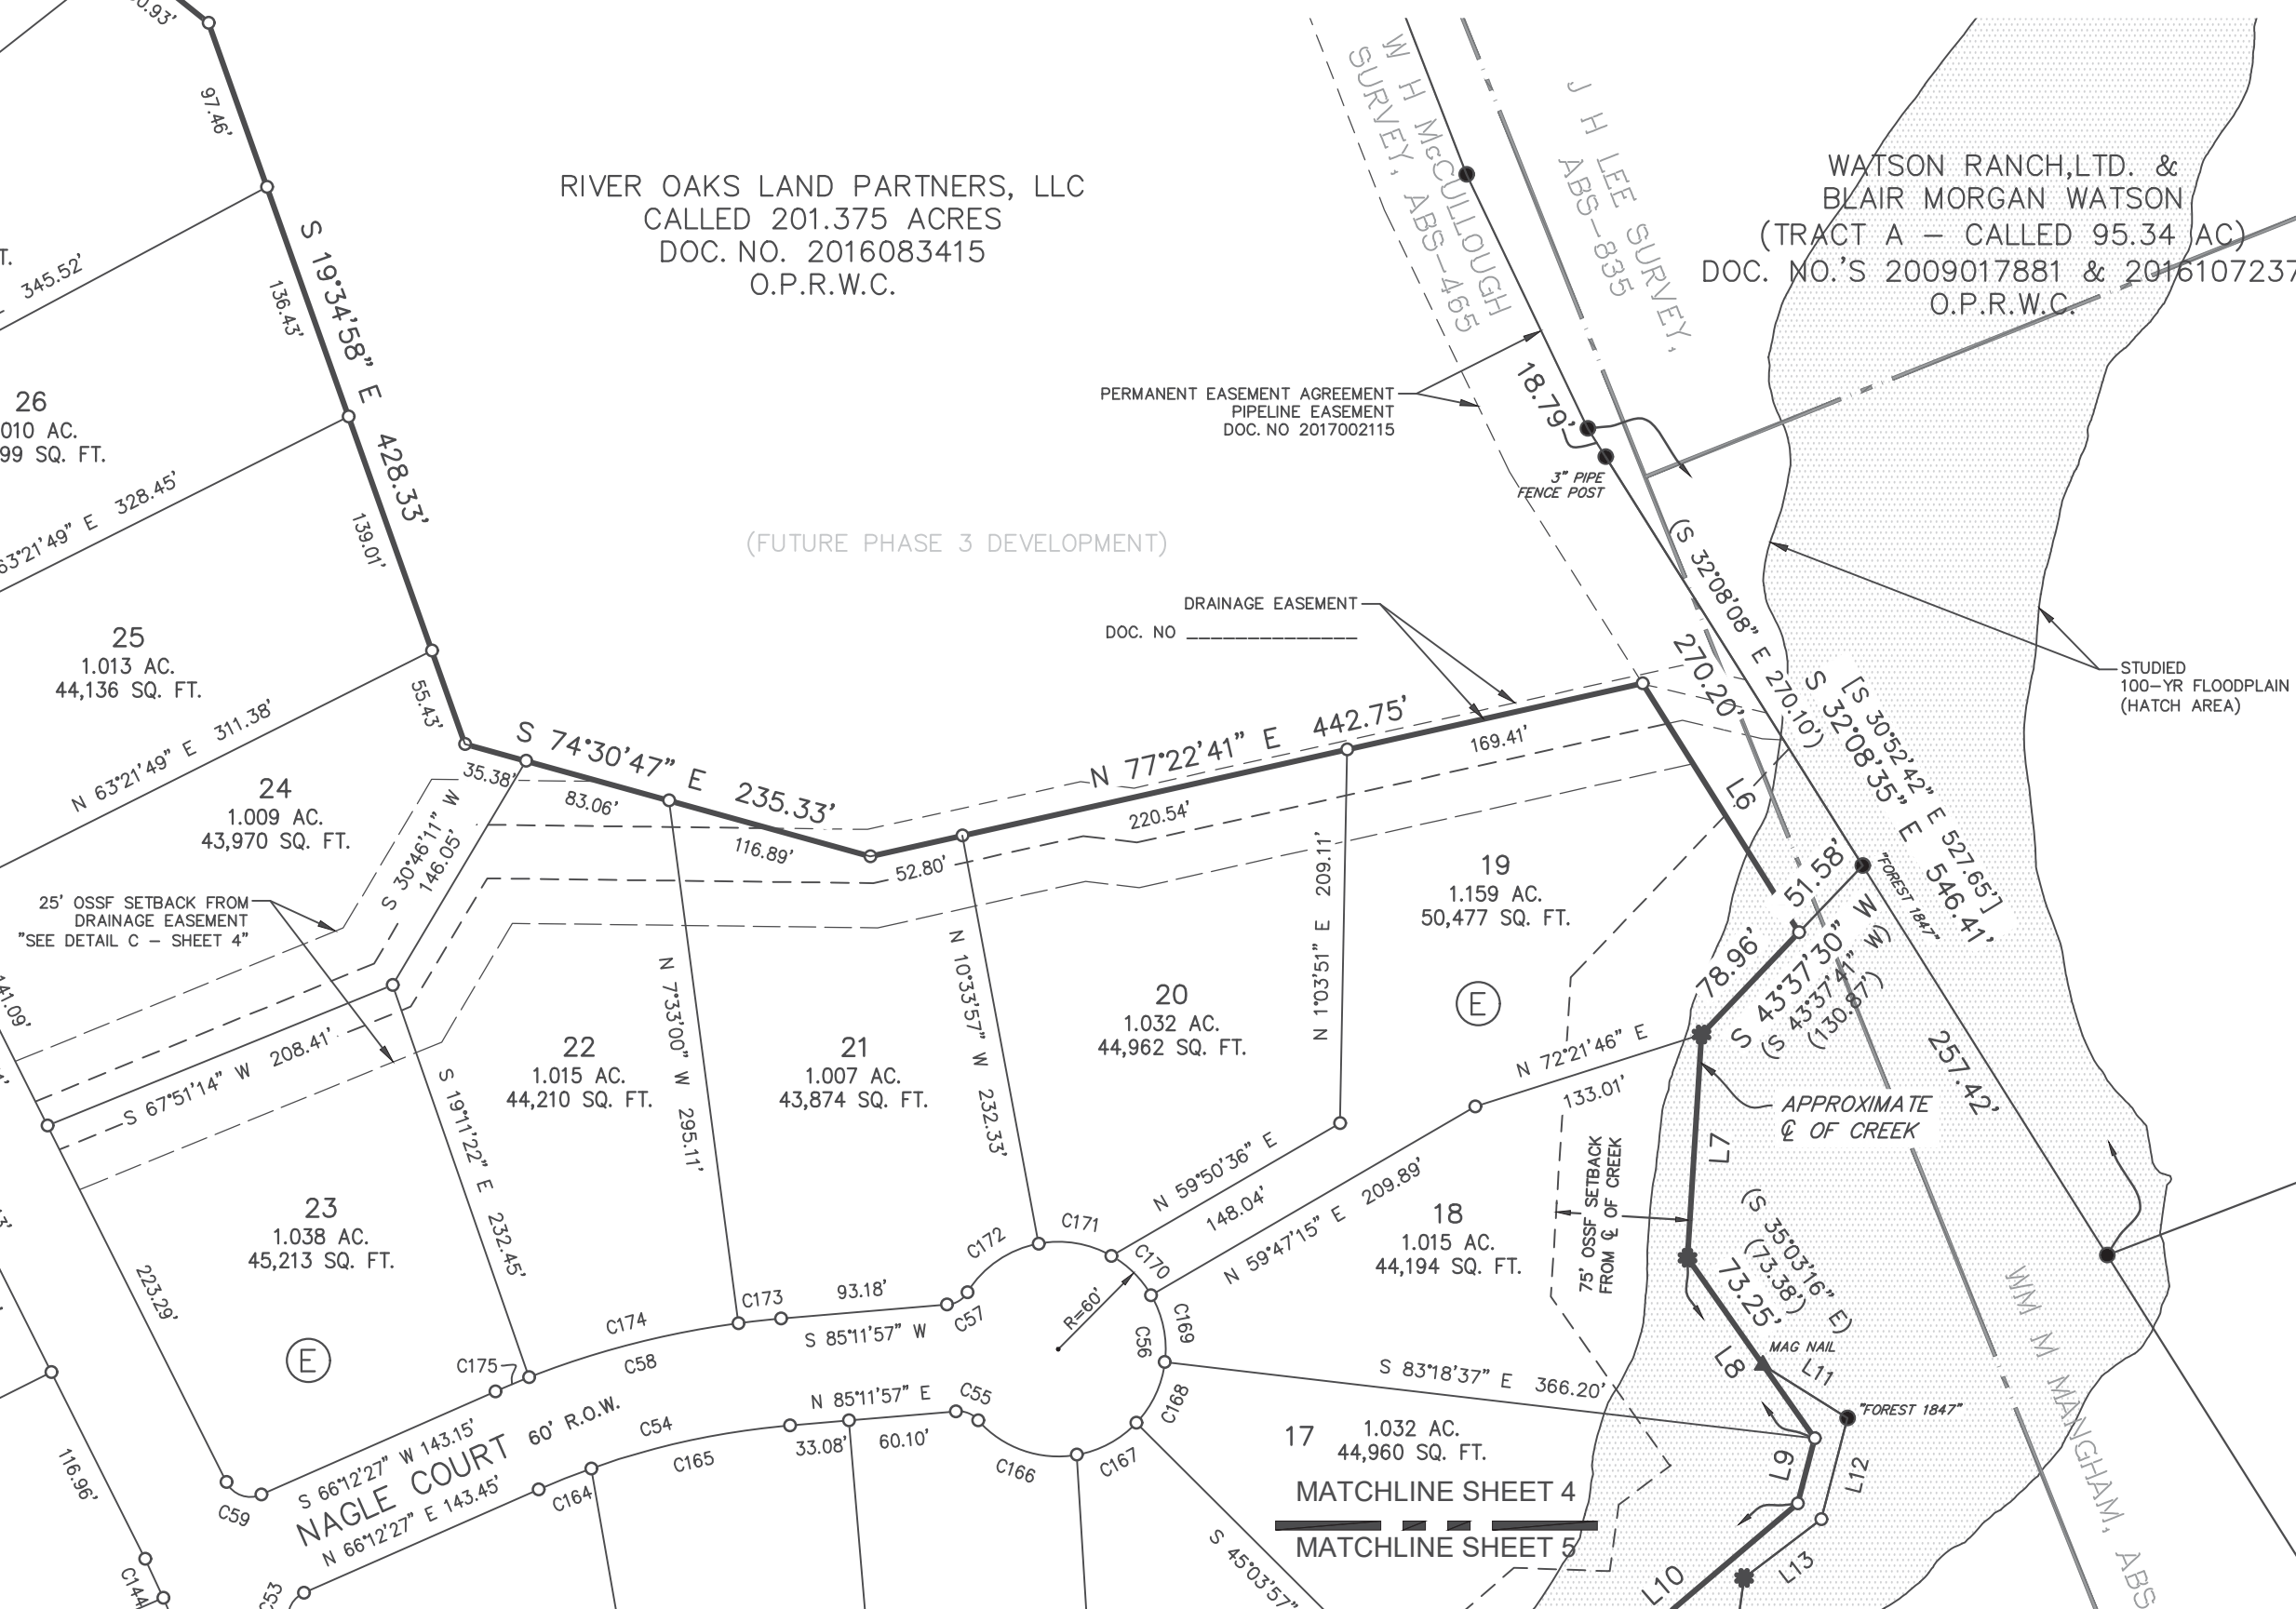 0.93'
97.46'
S 19°34'58" E 428.33'
136.43'
139.01'
55.43'
345.52'
T.
26
010 AC.
99 SQ. FT.
328.45'
63°21'49" E
25
1.013 AC.
44,136 SQ. FT.
N 63°21'49" E 311.38'
RIVER OAKS LAND PARTNERS, LLC
CALLED 201.375 ACRES
DOC. NO. 2016083415
O.P.R.W.C.
W H McCULLOUGH
SURVEY, ABS-465
J H LEE SURVEY,
ABS-835
WATSON RANCH,LTD. &
BLAIR MORGAN WATSON
(TRACT A - CALLED 95.34 AC)
DOC. NO.'S 2009017881 & 2016107237
O.P.R.W.C.
PERMANENT EASEMENT AGREEMENT
PIPELINE EASEMENT
DOC. NO 2017002115
18.79'
3" PIPE
FENCE POST
(FUTURE PHASE 3 DEVELOPMENT)
DRAINAGE EASEMENT
DOC. NO ______________
(S 32°08'08" E 270.10')
270.20'
[S 30°52'42" E 527.65']
S 32°08'35" E 546.41'
STUDIED
100-YR FLOODPLAIN
(HATCH AREA)
S 74°30'47" E 235.33'
35.38'
83.06'
116.89'
N 77°22'41" E 442.75'
52.80'
220.54'
169.41'
L6
24
1.009 AC.
43,970 SQ. FT.
S 30°46'11" W
146.05'
25' OSSF SETBACK FROM
DRAINAGE EASEMENT
"SEE DETAIL C - SHEET 4"
41.09'
S 67°51'14" W 208.41'
N 7°33'00" W 295.11'
N 10°33'57" W 232.33'
N 1°03'51" E 209.11'
19
1.159 AC.
50,477 SQ. FT.
E
20
1.032 AC.
44,962 SQ. FT.
21
1.007 AC.
43,874 SQ. FT.
22
1.015 AC.
44,210 SQ. FT.
S 19°11'22" E 232.45'
23
1.038 AC.
45,213 SQ. FT.
E
223.29'
51.58'
"FOREST 1847"
78.96'
S 43°37'30" W
(S 43°37'41" W)
(130.87')
257.42'
N 72°21'46" E
133.01'
APPROXIMATE
℄ OF CREEK
L7
75' OSSF SETBACK
FROM ℄ OF CREEK
N 59°50'36" E
148.04'
N 59°47'15" E 209.89'
18
1.015 AC.
44,194 SQ. FT.
(S 35°03'16" E)
(73.38')
73.25'
MAG NAIL
L8
L11
"FOREST 1847"
L9
L12
L10
L13
WM M MANGHAM, ABS
C171
C172
C170
C169
C56
C168
C167
C166
R=60'
C57
93.18'
S 85°11'57" W
C173
C174
C58
C175
N 85°11'57" E
C55
C54
C165
33.08'
60.10'
C164
S 66°12'27" W 143.15'
NAGLE COURT 60' R.O.W.
N 66°12'27" E 143.45'
C59
C53
116.96'
C144
S 83°18'37" E 366.20'
17
1.032 AC.
44,960 SQ. FT.
MATCHLINE SHEET 4
MATCHLINE SHEET 5
S 45°03'57"